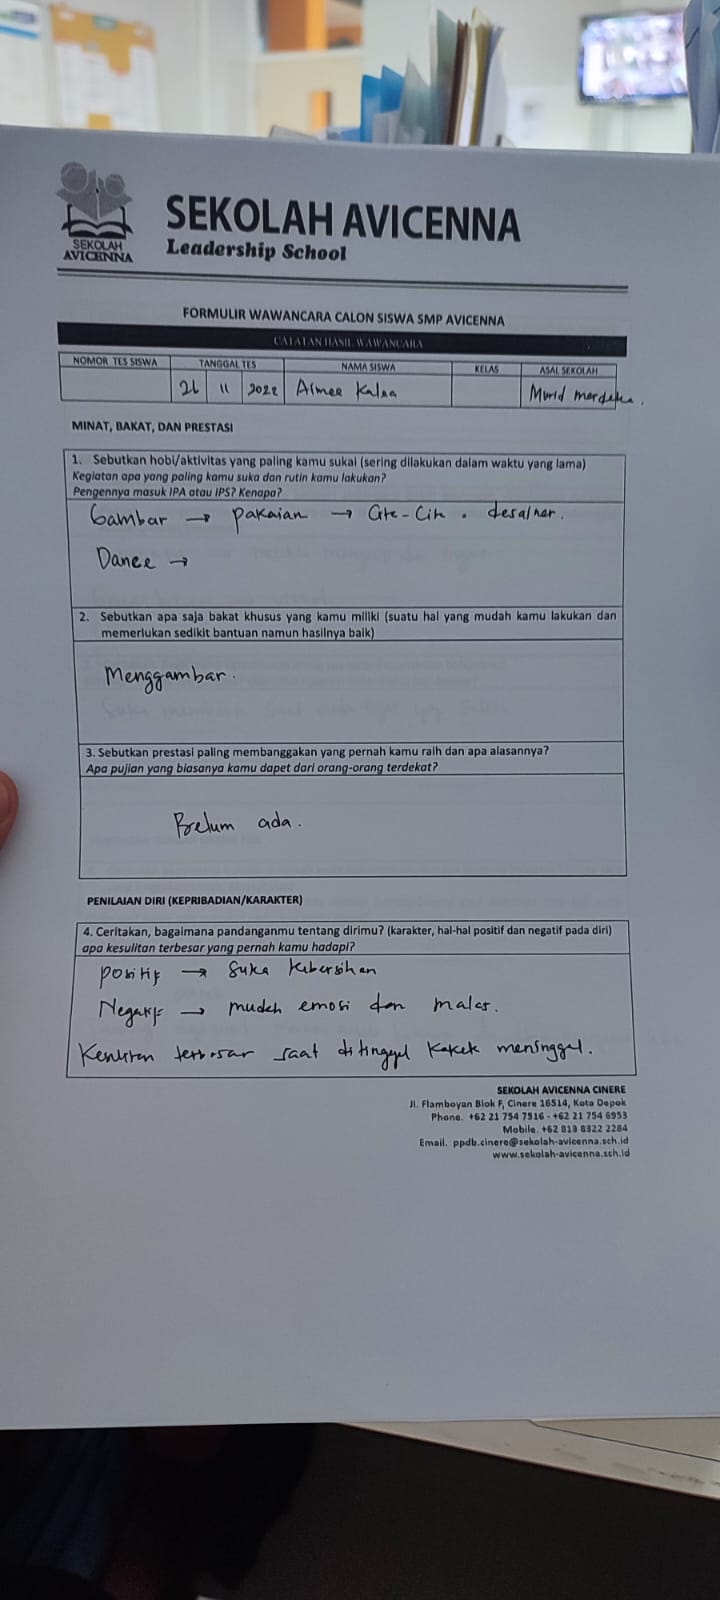 SEKOLAH AVICENNA
Leadership School
SEKOLAH
AVICENNA
FORMULIR WAWANCARA CALON SISWA SMP AVICENNA
CATATAN HASIL WAWANCARA
NOMOR TES SISWA TANGGAL TES NAMA SISWA KELAS ASAL SEKOLAH
26 11 2022 Aimee Kalea Murid merdeka.
MINAT, BAKAT, DAN PRESTASI
1. Sebutkan hobi/aktivitas yang paling kamu sukai (sering dilakukan dalam waktu yang lama)
Kegiatan apa yang paling kamu suka dan rutin kamu lakukan?
Pengennya masuk IPA atau IPS? Kenapa?
Gambar → pakaian → Cita-Cita . desainer.
Dance →
2. Sebutkan apa saja bakat khusus yang kamu miliki (suatu hal yang mudah kamu lakukan dan
memerlukan sedikit bantuan namun hasilnya baik)
Menggambar.
3. Sebutkan prestasi paling membanggakan yang pernah kamu raih dan apa alasannya?
Apa pujian yang biasanya kamu dapet dari orang-orang terdekat?
Belum ada.
PENILAIAN DIRI (KEPRIBADIAN/KARAKTER)
4. Ceritakan, bagaimana pandanganmu tentang dirimu? (karakter, hal-hal positif dan negatif pada diri)
apa kesulitan terbesar yang pernah kamu hadapi?
positif → suka kebersihan
Negatif → mudah emosi dan malas.
terbesar saat ditinggal kakek meninggal.
SEKOLAH AVICENNA CINERE
Jl. Flamboyan Blok F, Cinere 16514, Kota Depok
Phone. +62 21 754 7516 - +62 21 754 6953
Mobile. +62 813 8322 2284
Email. ppdb.cinere@sekolah-avicenna.sch.id
www.sekolah-avicenna.sch.id